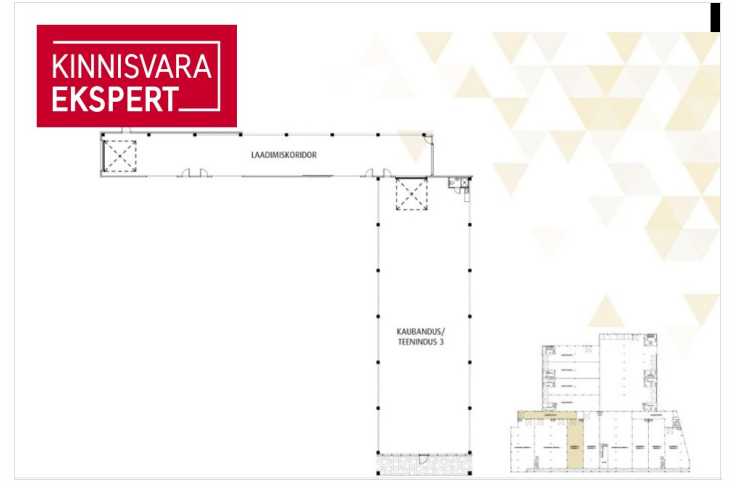 KINNISVARA
EKSPERT
LAADIMISKORIDOR
KAUBANDUS/
TEENINDUS 3